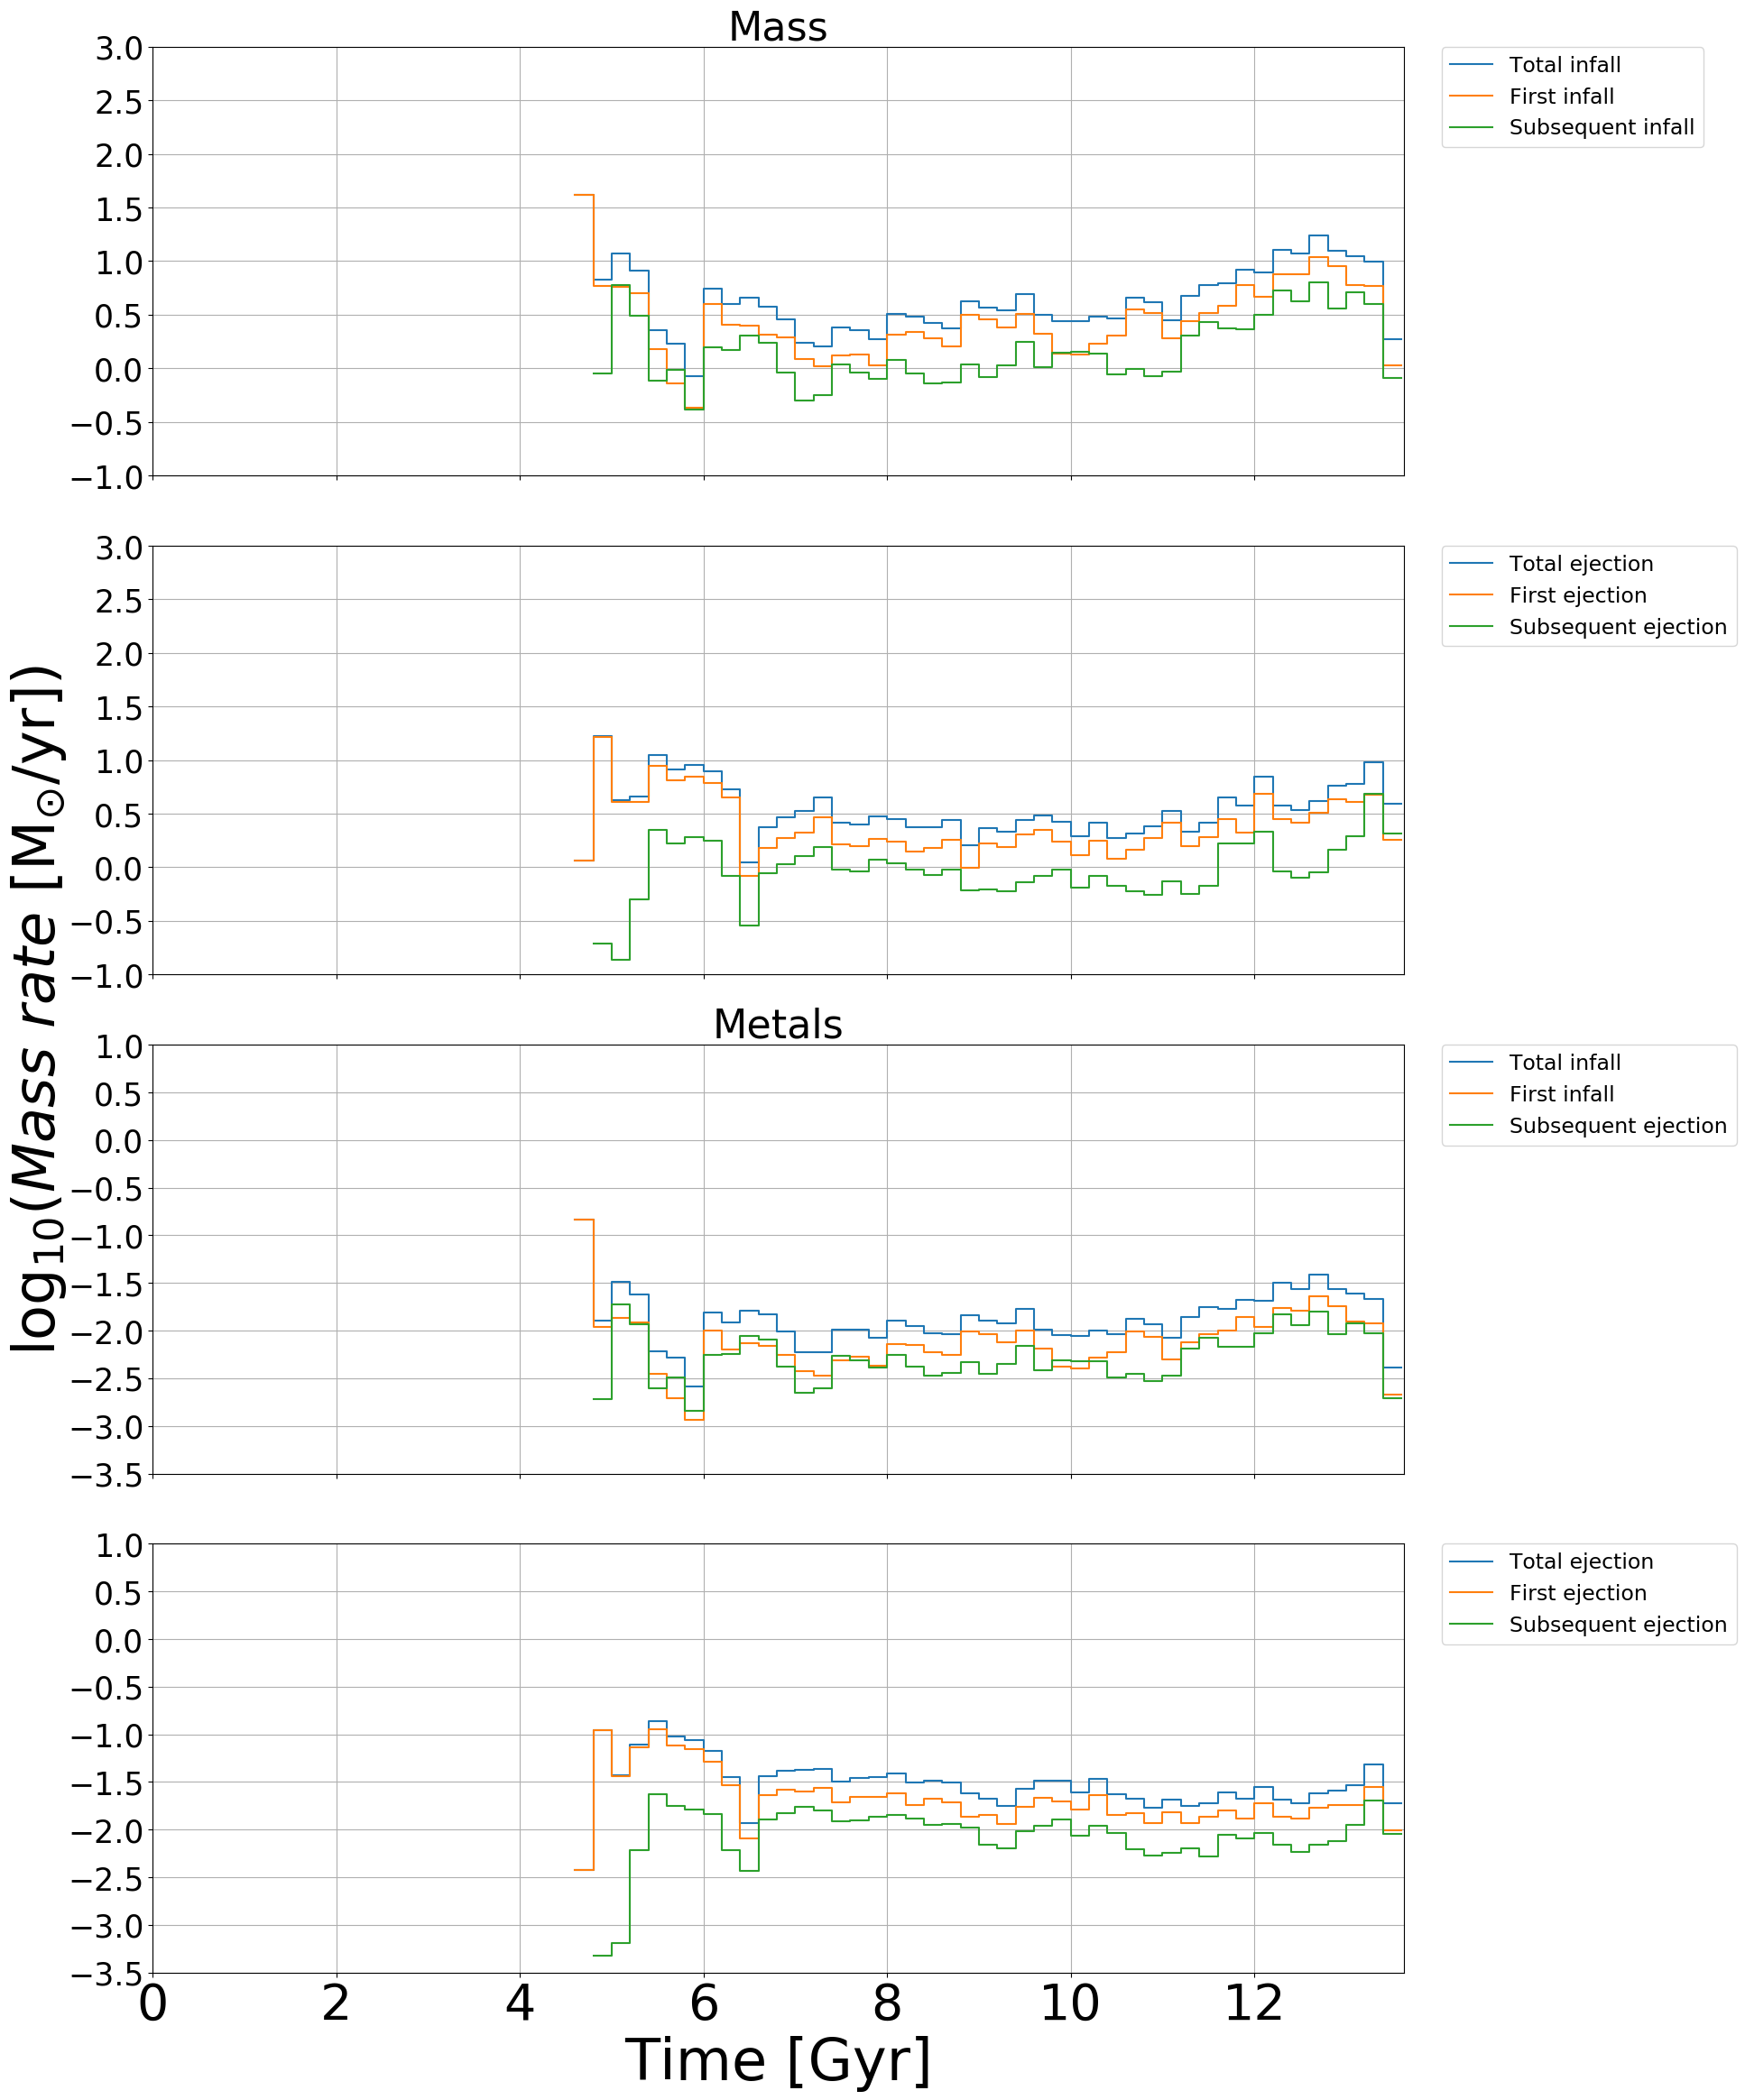 Mass
3.0
2.5
2.0
1.5
1.0
0.5
0.0
−0.5
−1.0
Total infall
First infall
Subsequent infall
3.0
2.5
2.0
1.5
1.0
0.5
0.0
−0.5
−1.0
Total ejection
First ejection
Subsequent ejection
log₁₀(Mass rate [M⊙/yr])
Metals
1.0
0.5
0.0
−0.5
−1.0
−1.5
−2.0
−2.5
−3.0
−3.5
Total infall
First infall
Subsequent ejection
1.0
0.5
0.0
−0.5
−1.0
−1.5
−2.0
−2.5
−3.0
−3.5
Total ejection
First ejection
Subsequent ejection
0 2 4 6 8 10 12
Time [Gyr]